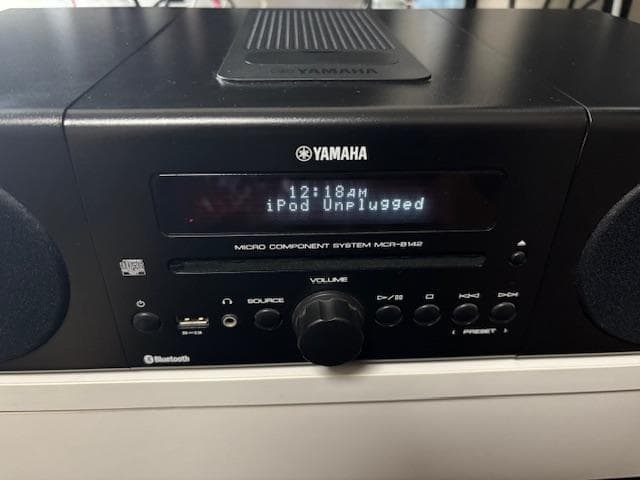 YAMAHA
YAMAHA
12:18AM
iPod Unplugged
MICRO COMPONENT SYSTEM MCR-B142
VOLUME
SOURCE
PRESET
Bluetooth